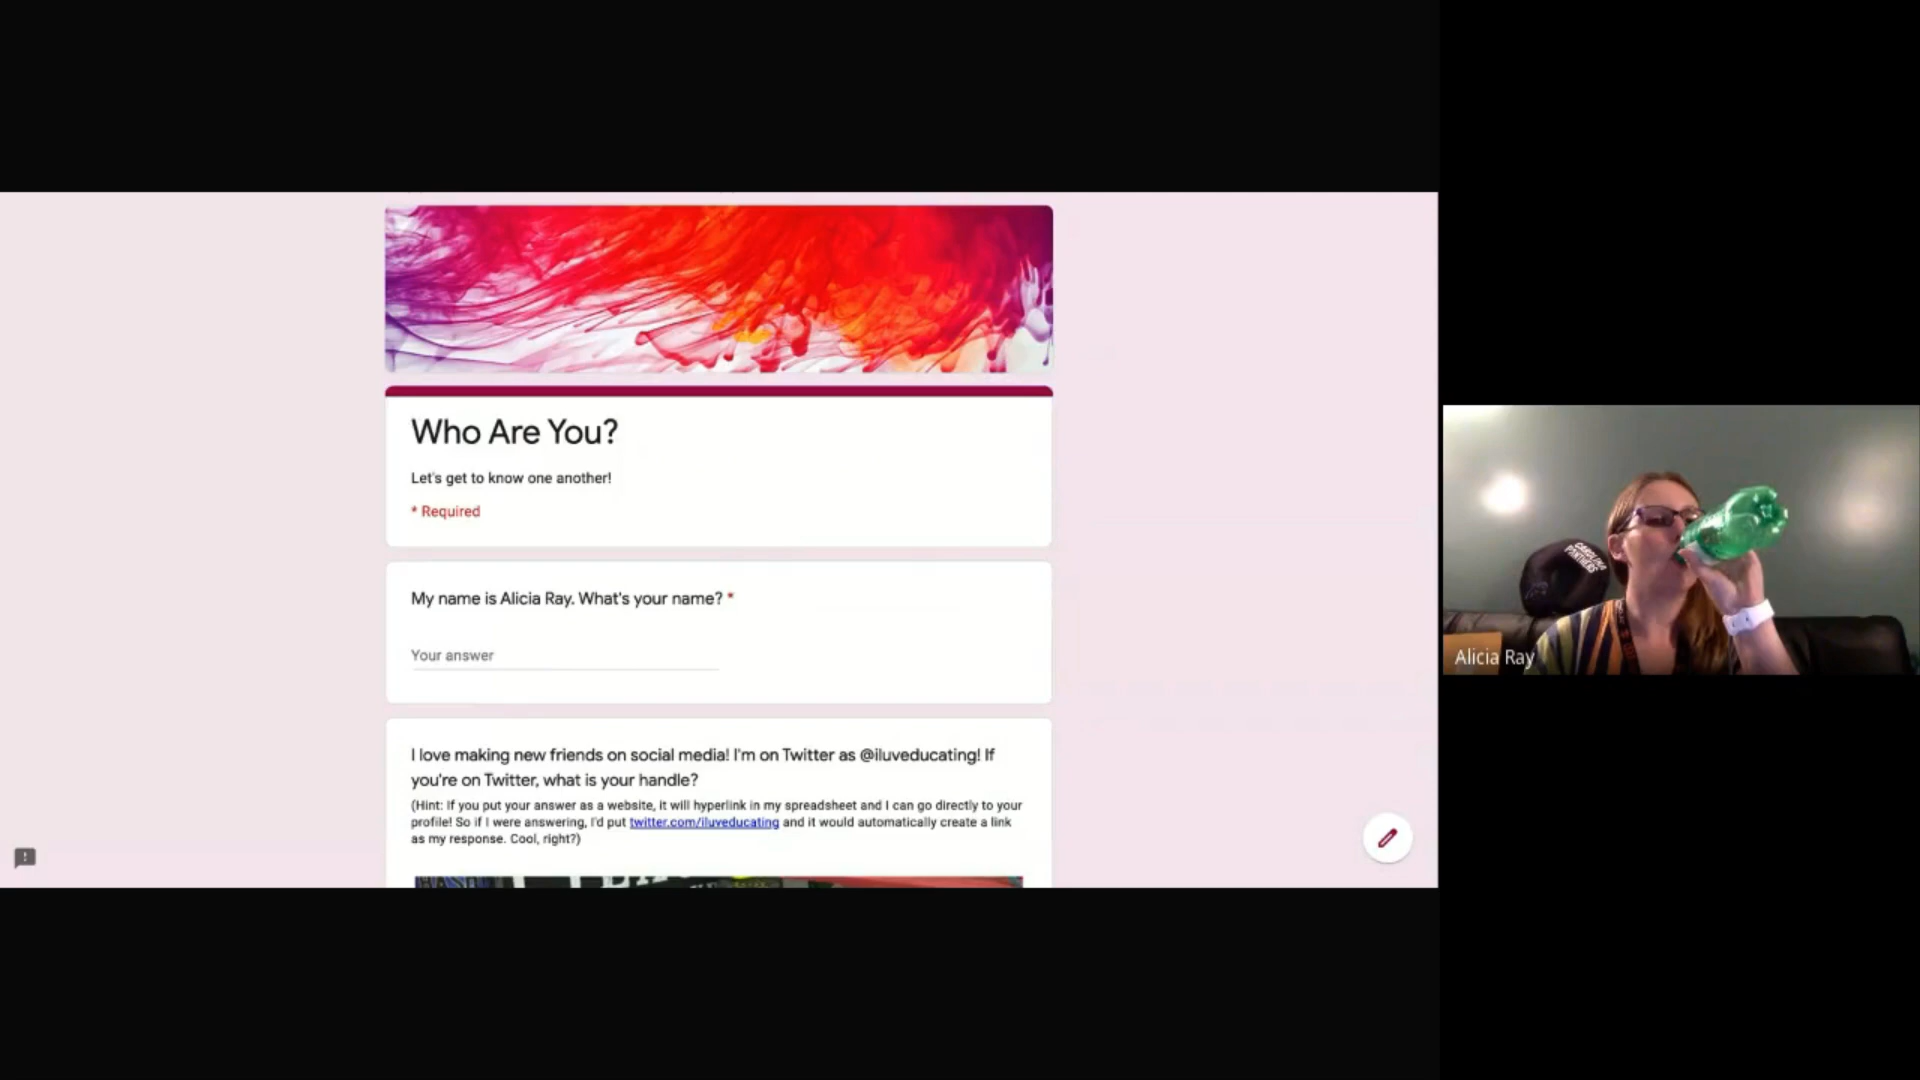 Who Are You?
Let's get to know one another!
* Required
My name is Alicia Ray. What's your name? *
Your answer
I love making new friends on social media! I'm on Twitter as @iluveducating! If
you're on Twitter, what is your handle?
(Hint: If you put your answer as a website, it will hyperlink in my spreadsheet and I can go directly to your
profile! So if I were answering, I'd put twitter.com/iluveducating and it would automatically create a link
as my response. Cool, right?)
CAROLINA
PANTHERS
Alicia Ray